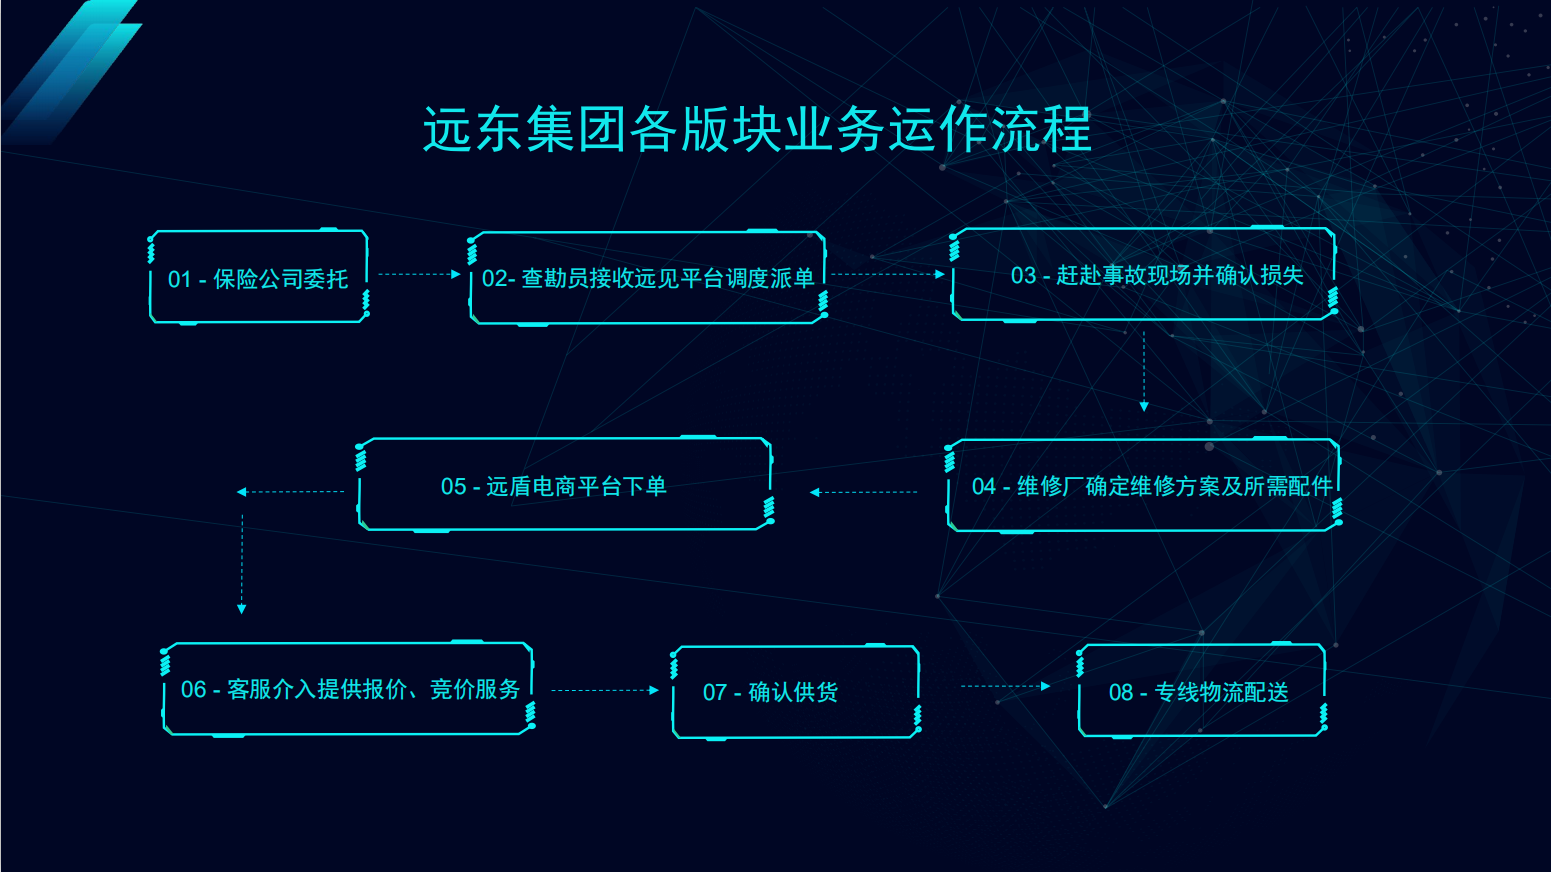 远东集团各版块业务运作流程
01 - 保险公司委托
02- 查勘员接收远见平台调度派单
03 - 赶赴事故现场并确认损失
04 - 维修厂确定维修方案及所需配件
05 - 远盾电商平台下单
06 - 客服介入提供报价、竞价服务
07 - 确认供货
08 - 专线物流配送